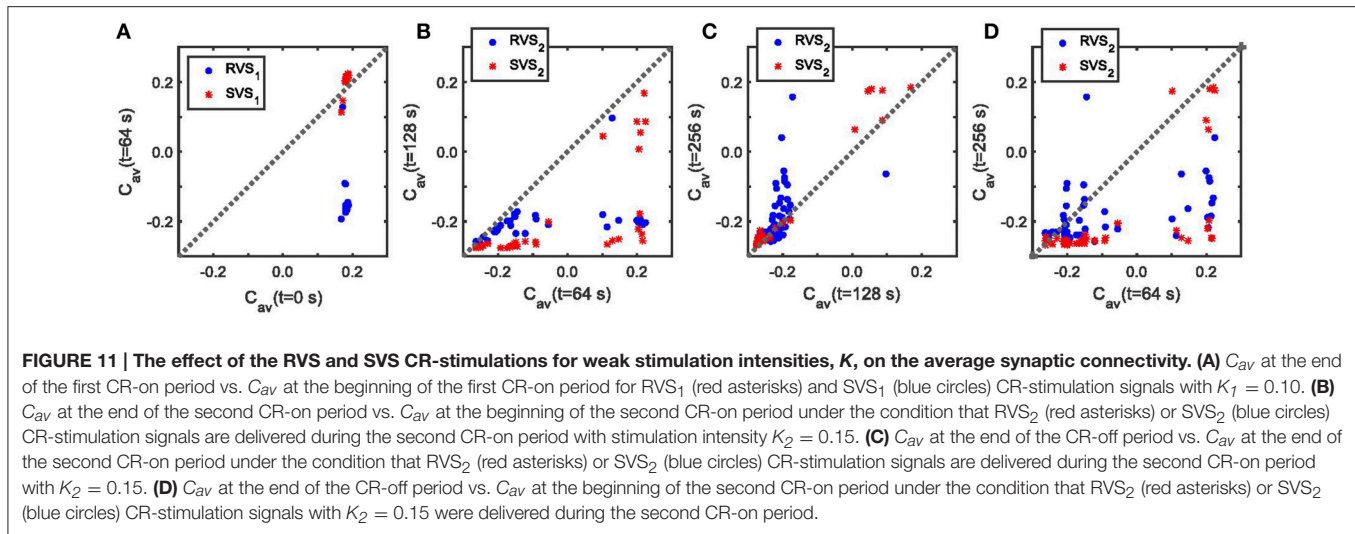 A
RVS1
SVS1
Cav(t=64 s)
0.2
0.0
-0.2
-0.2 0.0 0.2
Cav(t=0 s)
B
RVS2
SVS2
Cav(t=128 s)
0.2
0.0
-0.2
-0.2 0.0 0.2
Cav(t=64 s)
C
RVS2
SVS2
Cav(t=256 s)
0.2
0.0
-0.2
-0.2 0.0 0.2
Cav(t=128 s)
D
RVS2
SVS2
Cav(t=256 s)
0.2
0.0
-0.2
-0.2 0.0 0.2
Cav(t=64 s)
FIGURE 11 | The effect of the RVS and SVS CR-stimulations for weak stimulation intensities, K, on the average synaptic connectivity. (A) Cav at the end
of the first CR-on period vs. Cav at the beginning of the first CR-on period for RVS1 (red asterisks) and SVS1 (blue circles) CR-stimulation signals with K1 = 0.10. (B)
Cav at the end of the second CR-on period vs. Cav at the beginning of the second CR-on period under the condition that RVS2 (red asterisks) or SVS2 (blue circles)
CR-stimulation signals are delivered during the second CR-on period with stimulation intensity K2 = 0.15. (C) Cav at the end of the CR-off period vs. Cav at the end of
the second CR-on period under the condition that RVS2 (red asterisks) or SVS2 (blue circles) CR-stimulation signals are delivered during the second CR-on period
with K2 = 0.15. (D) Cav at the end of the CR-off period vs. Cav at the beginning of the second CR-on period under the condition that RVS2 (red asterisks) or SVS2
(blue circles) CR-stimulation signals with K2 = 0.15 were delivered during the second CR-on period.